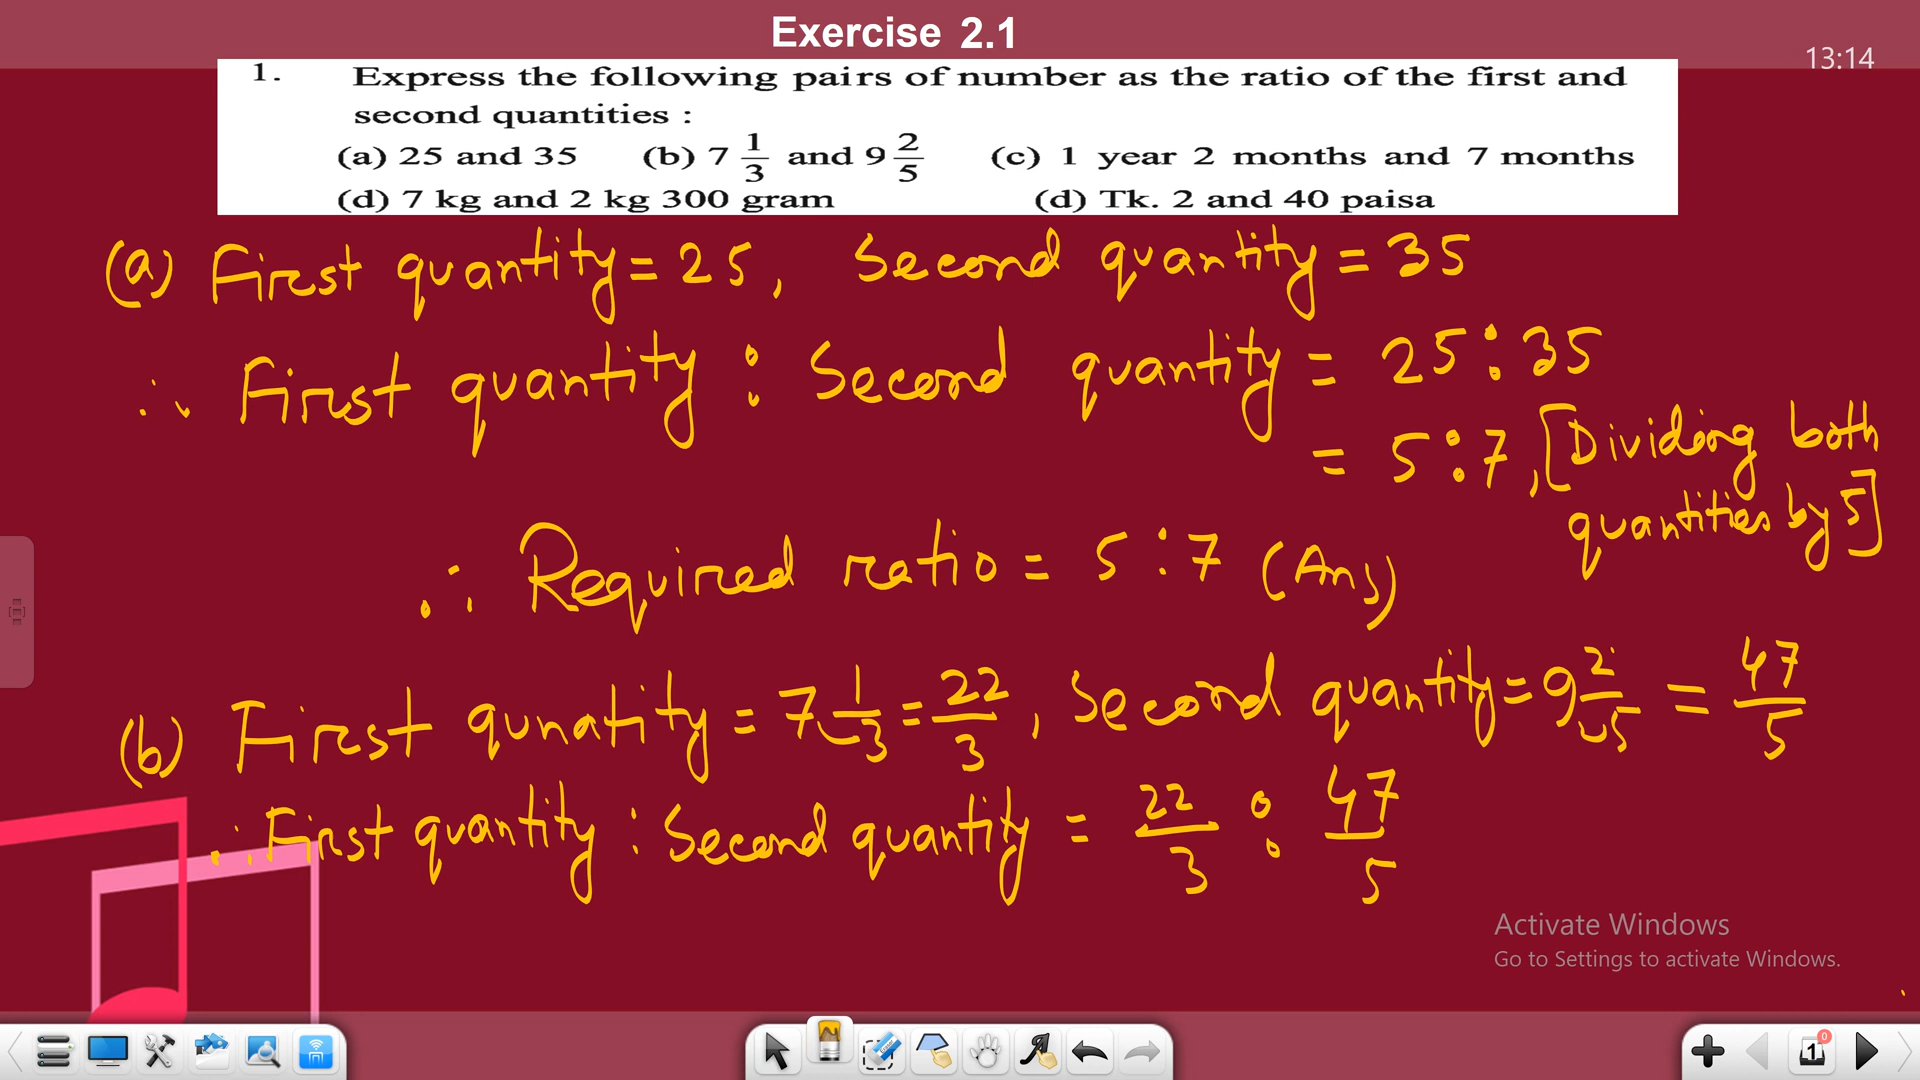 Exercise 2.1
13:14
1. Express the following pairs of number as the ratio of the first and
second quantities :
(a) 25 and 35 (b) 7 1/3 and 9 2/5 (c) 1 year 2 months and 7 months
(d) 7 kg and 2 kg 300 gram (d) Tk. 2 and 40 paisa
(a) First quantity = 25, Second quantity = 35
∴ First quantity : Second quantity = 25 : 35
= 5 : 7, [Dividing both
quantities by 5]
∴ Required ratio = 5 : 7 (Ans)
(b) First qunatity = 7 1/3 = 22/3, Second quantity = 9 2/5 = 47/5
∴ First quantity : Second quantity = 22/3 : 47/5
Activate Windows
Go to Settings to activate Windows.
1
0